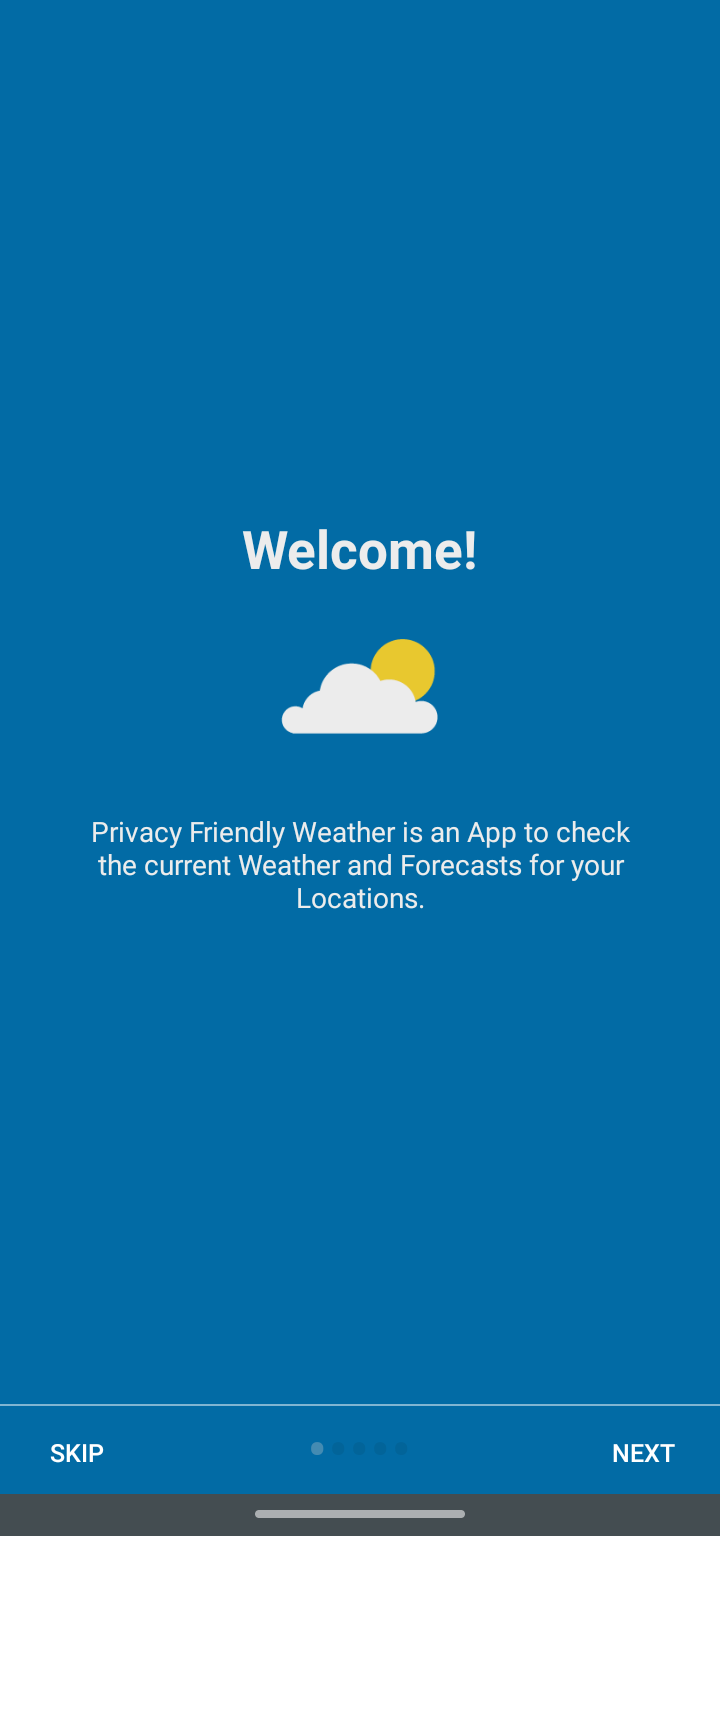 Welcome!
Privacy Friendly Weather is an App to check
the current Weather and Forecasts for your
Locations.
SKIP
NEXT